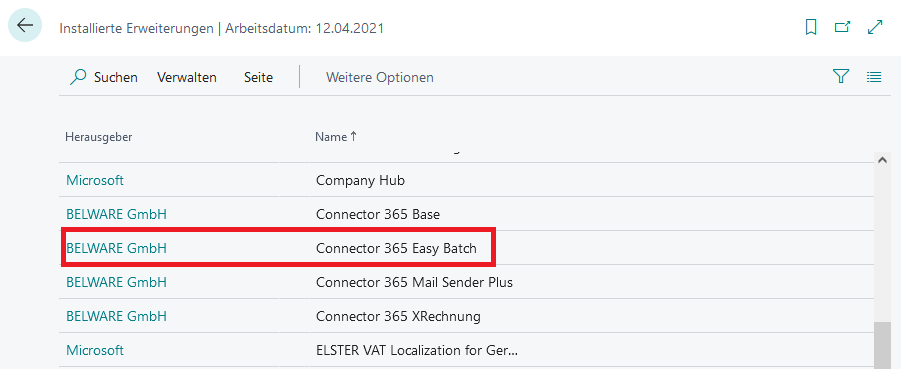 Installierte Erweiterungen | Arbeitsdatum: 12.04.2021
Suchen Verwalten Seite Weitere Optionen
Herausgeber Name ↑
Microsoft Company Hub
BELWARE GmbH Connector 365 Base
BELWARE GmbH Connector 365 Easy Batch
BELWARE GmbH Connector 365 Mail Sender Plus
BELWARE GmbH Connector 365 XRechnung
Microsoft ELSTER VAT Localization for Ger...